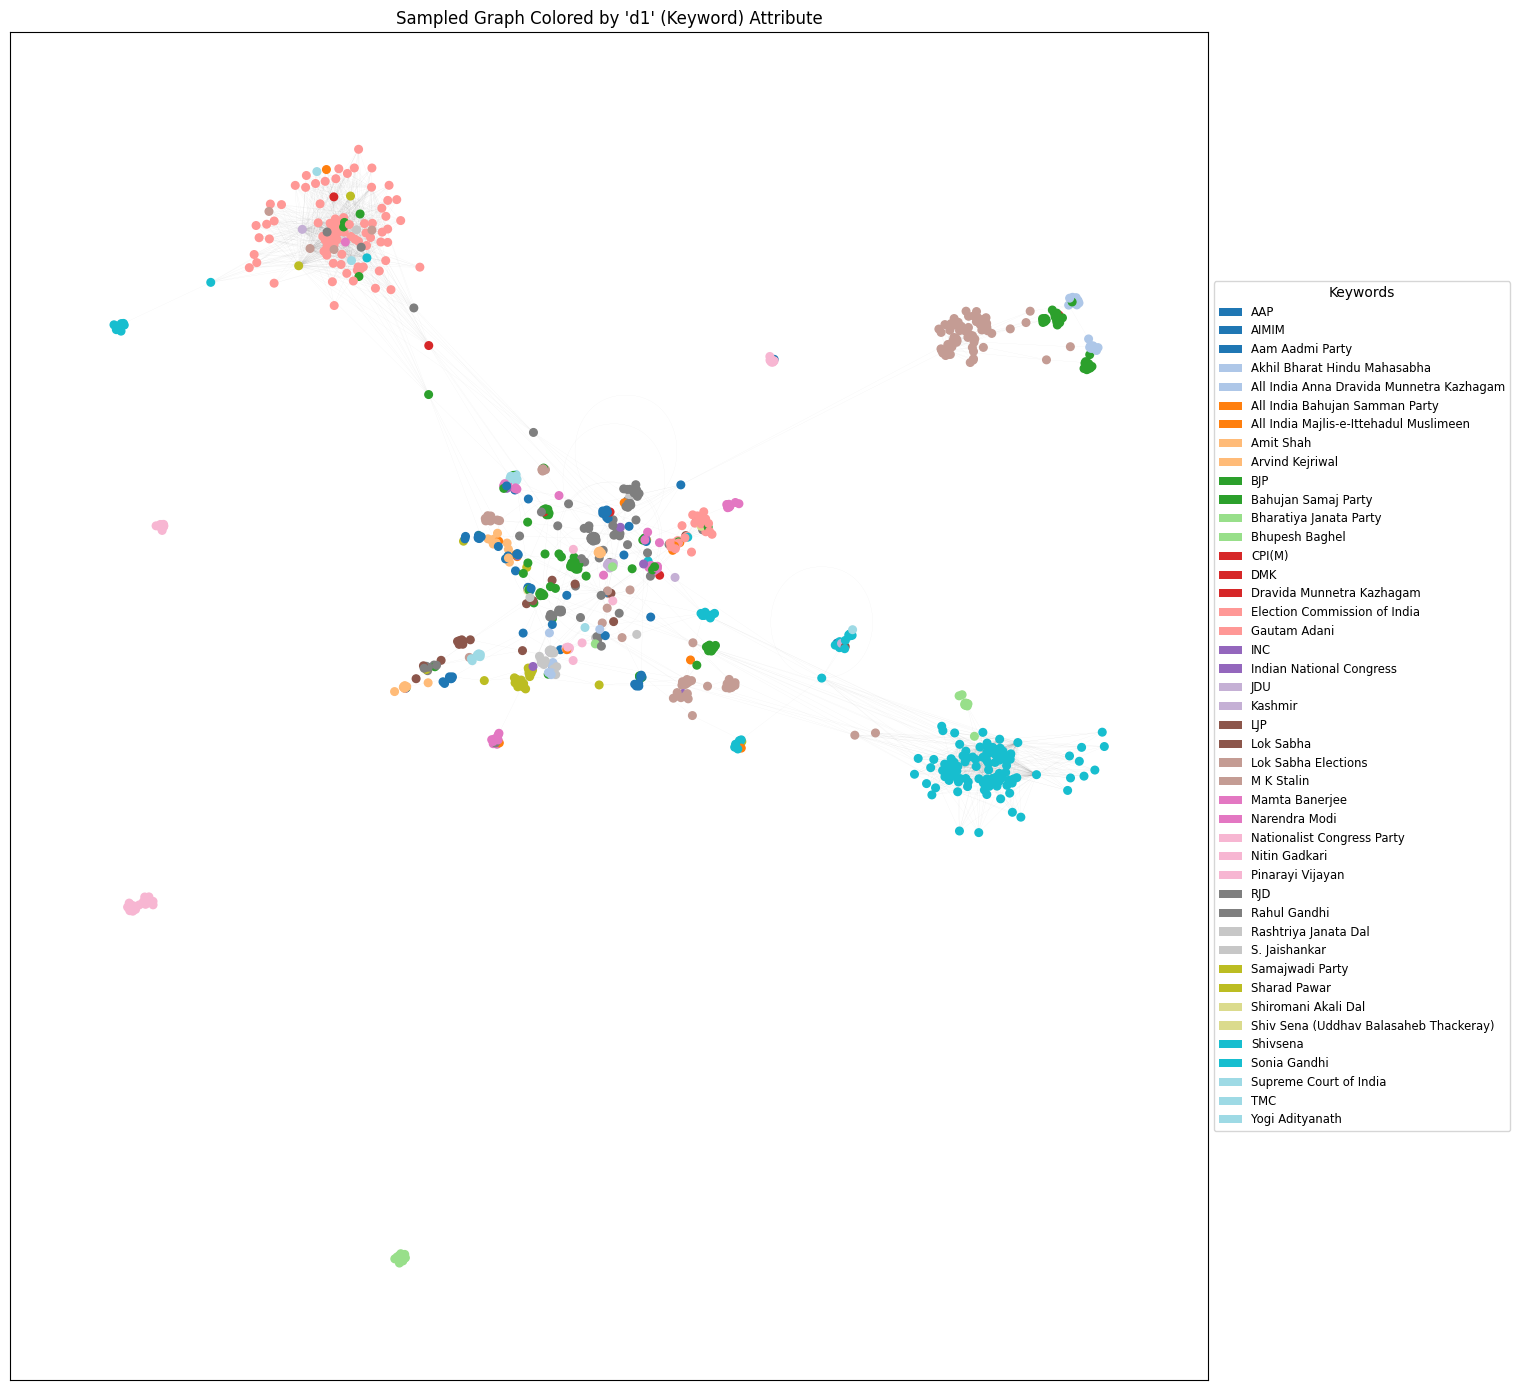 Sampled Graph Colored by 'd1' (Keyword) Attribute
Keywords
AAP
AIMIM
Aam Aadmi Party
Akhil Bharat Hindu Mahasabha
All India Anna Dravida Munnetra Kazhagam
All India Bahujan Samman Party
All India Majlis-e-Ittehadul Muslimeen
Amit Shah
Arvind Kejriwal
BJP
Bahujan Samaj Party
Bharatiya Janata Party
Bhupesh Baghel
CPI(M)
DMK
Dravida Munnetra Kazhagam
Election Commission of India
Gautam Adani
INC
Indian National Congress
JDU
Kashmir
LJP
Lok Sabha
Lok Sabha Elections
M K Stalin
Mamta Banerjee
Narendra Modi
Nationalist Congress Party
Nitin Gadkari
Pinarayi Vijayan
RJD
Rahul Gandhi
Rashtriya Janata Dal
S. Jaishankar
Samajwadi Party
Sharad Pawar
Shiromani Akali Dal
Shiv Sena (Uddhav Balasaheb Thackeray)
Shivsena
Sonia Gandhi
Supreme Court of India
TMC
Yogi Adityanath